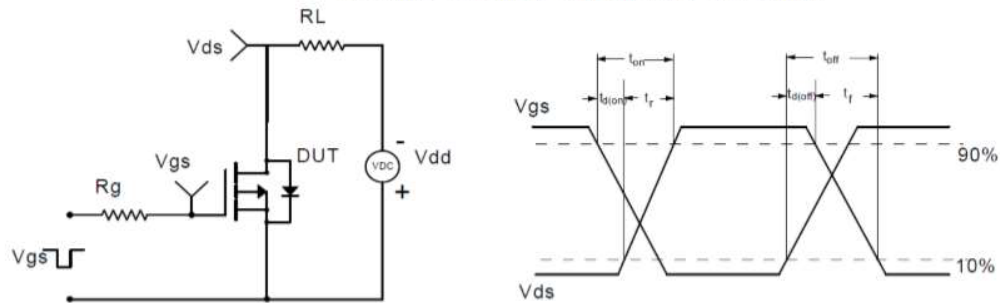 RL
Vds
Vgs
DUT
VDC
-
+
Vdd
Rg
Vgs
ton
toff
td(on)
tr
td(off)
tf
Vgs
90%
10%
Vds